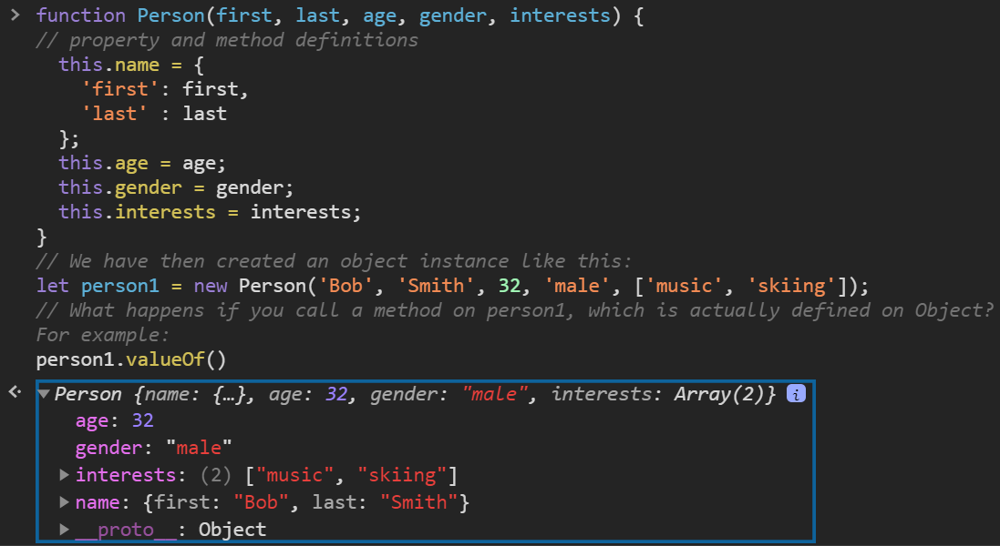 > function Person(first, last, age, gender, interests) {
// property and method definitions
  this.name = {
    'first': first,
    'last' : last
  };
  this.age = age;
  this.gender = gender;
  this.interests = interests;
}
// We have then created an object instance like this:
let person1 = new Person('Bob', 'Smith', 32, 'male', ['music', 'skiing']);
// What happens if you call a method on person1, which is actually defined on Object?
For example:
person1.valueOf()
▼Person {name: {…}, age: 32, gender: "male", interests: Array(2)} i
age: 32
gender: "male"
▶interests: (2) ["music", "skiing"]
▶name: {first: "Bob", last: "Smith"}
▶__proto__: Object